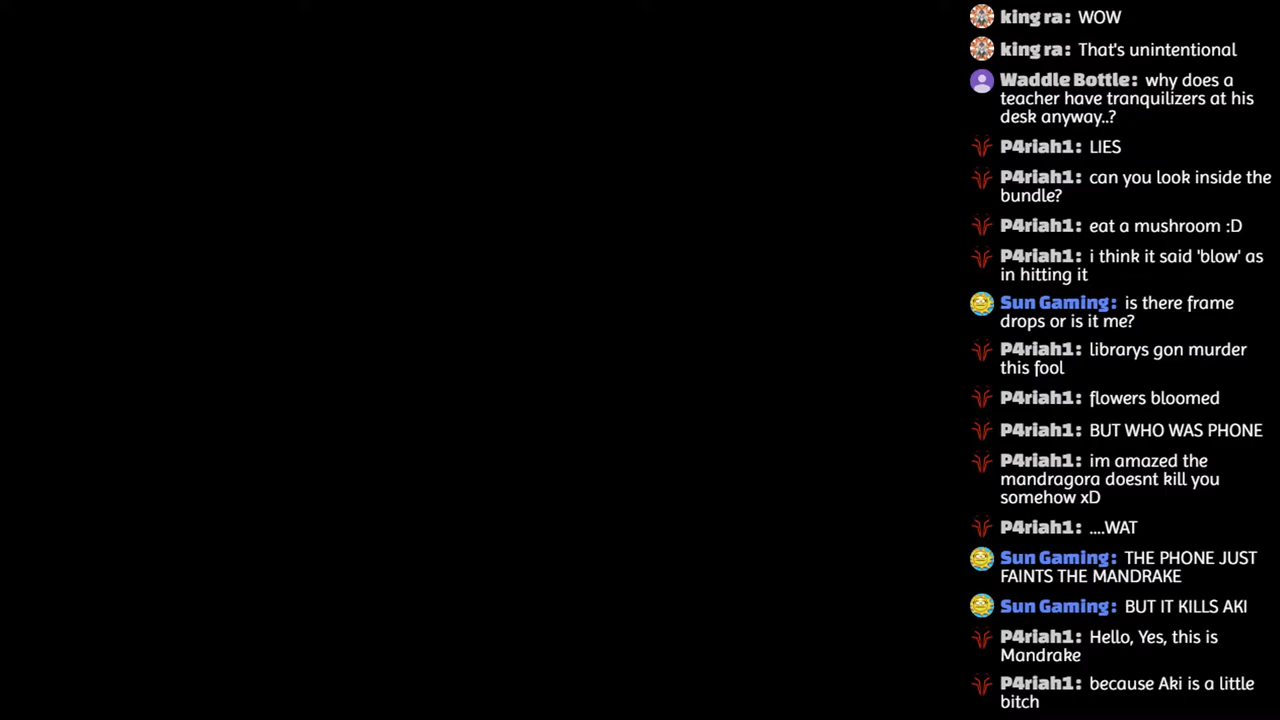 king ra: WOW
king ra: That's unintentional
Waddle Bottle: why does a
teacher have tranquilizers at his
desk anyway..?
P4riah1: LIES
P4riah1: can you look inside the
bundle?
P4riah1: eat a mushroom :D
P4riah1: i think it said 'blow' as
in hitting it
Sun Gaming: is there frame
drops or is it me?
P4riah1: librarys gon murder
this fool
P4riah1: flowers bloomed
P4riah1: BUT WHO WAS PHONE
P4riah1: im amazed the
mandragora doesnt kill you
somehow xD
P4riah1: ....WAT
Sun Gaming: THE PHONE JUST
FAINTS THE MANDRAKE
Sun Gaming: BUT IT KILLS AKI
P4riah1: Hello, Yes, this is
Mandrake
P4riah1: because Aki is a little
bitch